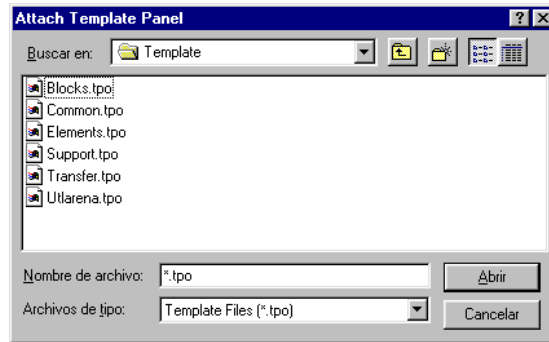 Attach Template Panel
Buscar en: Template
Blocks.tpo
Common.tpo
Elements.tpo
Support.tpo
Transfer.tpo
Utlarena.tpo
Nombre de archivo: *.tpo Abrir
Archivos de tipo: Template Files (*.tpo) Cancelar